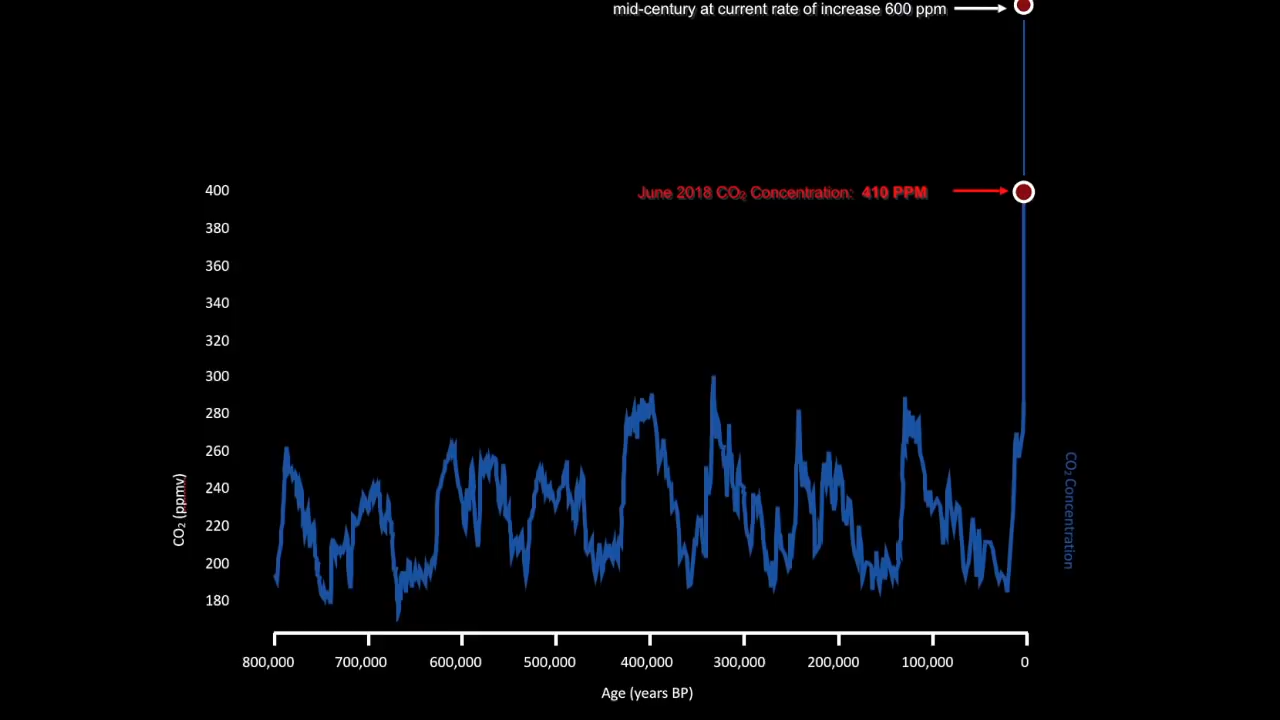 mid-century at current rate of increase 600 ppm
June 2018 CO₂ Concentration: 410 PPM
400
380
360
340
320
300
280
260
240
220
200
180
CO₂ (ppmv)
CO₂ Concentration
800,000 700,000 600,000 500,000 400,000 300,000 200,000 100,000 0
Age (years BP)